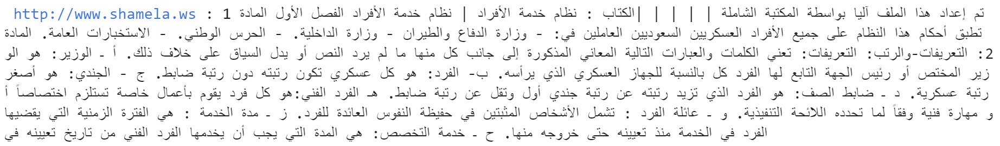 تم إعداد هذا الملف آليا بواسطة المكتبة الشاملة | | | | |الكتاب : نظام خدمة الأفراد | نظام خدمة الأفراد الفصل الأول المادة 1 : http://www.shamela.ws
تطبق أحكام هذا النظام على جميع الأفراد العسكريين السعوديين العاملين في: - وزارة الدفاع والطيران - وزارة الداخلية. - الحرس الوطني. - الاستخبارات العامة. المادة
2: التعريفات-والرتب: التعريفات: تعني الكلمات والعبارات التالية المعاني المذكورة إلى جانب كل منها ما لم يرد النص أو يدل السياق على خلاف ذلك. أ ـ الوزير: هو الو
زير المختص أو رئيس الجهة التابع لها الفرد كل بالنسبة للجهاز العسكري الذي يرأسه. ب- الفرد: هو كل عسكري تكون رتبته دون رتبة ضابط. ج - الجندي: هو أصغر
رتبة عسكرية. د ـ ضابط الصف: هو الفرد الذي تزيد رتبته عن رتبة جندي أول وتقل عن رتبة ضابط. هـ الفرد الفني:هو كل فرد يقوم بأعمال خاصة تستلزم اختصاصاً أ
و مهارة فنية وفقاً لما تحدده اللائحة التنفيذية. و ـ عائلة الفرد : تشمل الأشخاص المثبتين في حفيظة النفوس العائدة للفرد. ز ـ مدة الخدمة : هي الفترة الزمنية التي يقضيها
الفرد في الخدمة منذ تعيينه حتى خروجه منها. ح ـ خدمة التخصص: هي المدة التي يجب أن يخدمها الفرد الفني من تاريخ تعيينه في